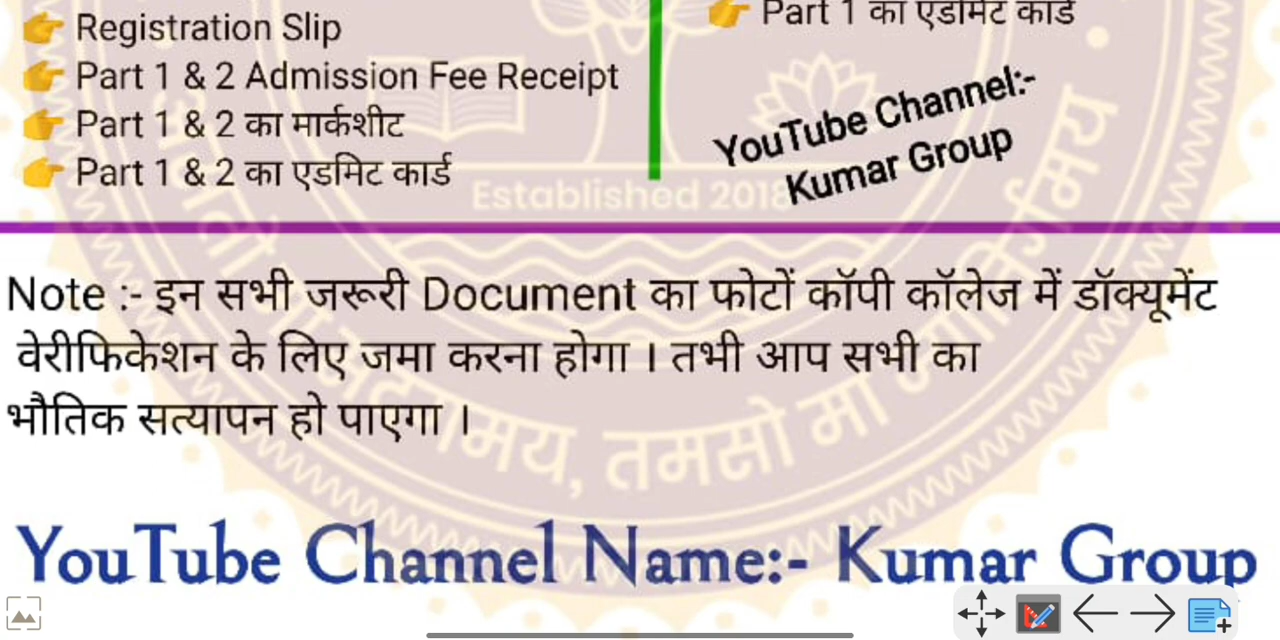 Registration Slip
Part 1 & 2 Admission Fee Receipt
Part 1 & 2 का मार्कशीट
Part 1 & 2 का एडमिट कार्ड
Part 1 का एडमिट कार्ड
YouTube Channel:-
Kumar Group
Established 2018
Note :- इन सभी जरूरी Document का फोटों कॉपी कॉलेज में डॉक्यूमेंट
वेरीफिकेशन के लिए जमा करना होगा । तभी आप सभी का
भौतिक सत्यापन हो पाएगा ।
तमसो मा ज्योतिर्गमय
YouTube Channel Name:- Kumar Group